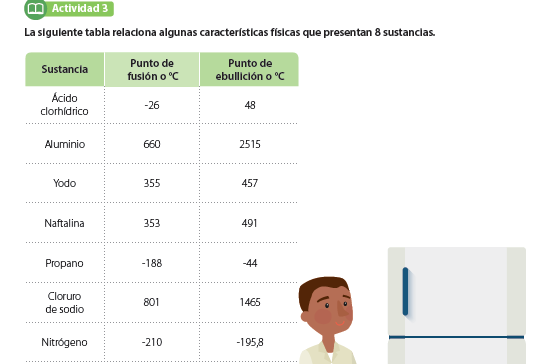 Actividad 3
La siguiente tabla relaciona algunas características físicas que presentan 8 sustancias.
Sustancia
Punto de
fusión o °C
Punto de
ebullición o °C
Ácido
clorhídrico
-26
48
Aluminio
660
2515
Yodo
355
457
Naftalina
353
491
Propano
-188
-44
Cloruro
de sodio
801
1465
Nitrógeno
-210
-195,8